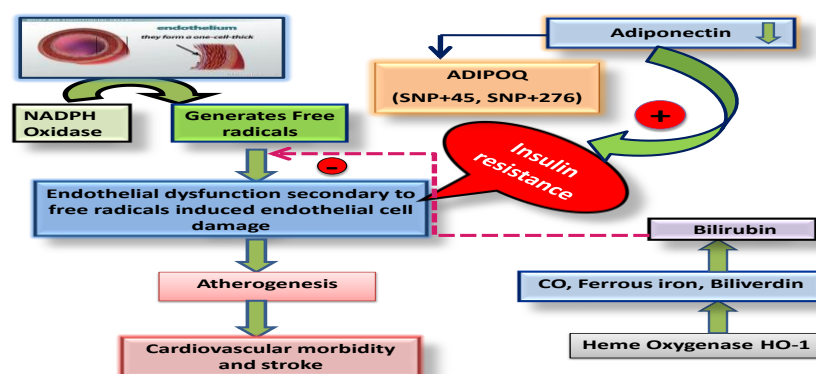 endothelium
they form a one-cell-thick
Adiponectin
ADIPOQ
(SNP+45, SNP+276)
NADPH
Oxidase
Generates Free
radicals
+
-
Insulin
resistance
Endothelial dysfunction secondary to
free radicals induced endothelial cell
damage
Bilirubin
Atherogenesis
CO, Ferrous iron, Biliverdin
Heme Oxygenase HO-1
Cardiovascular morbidity
and stroke